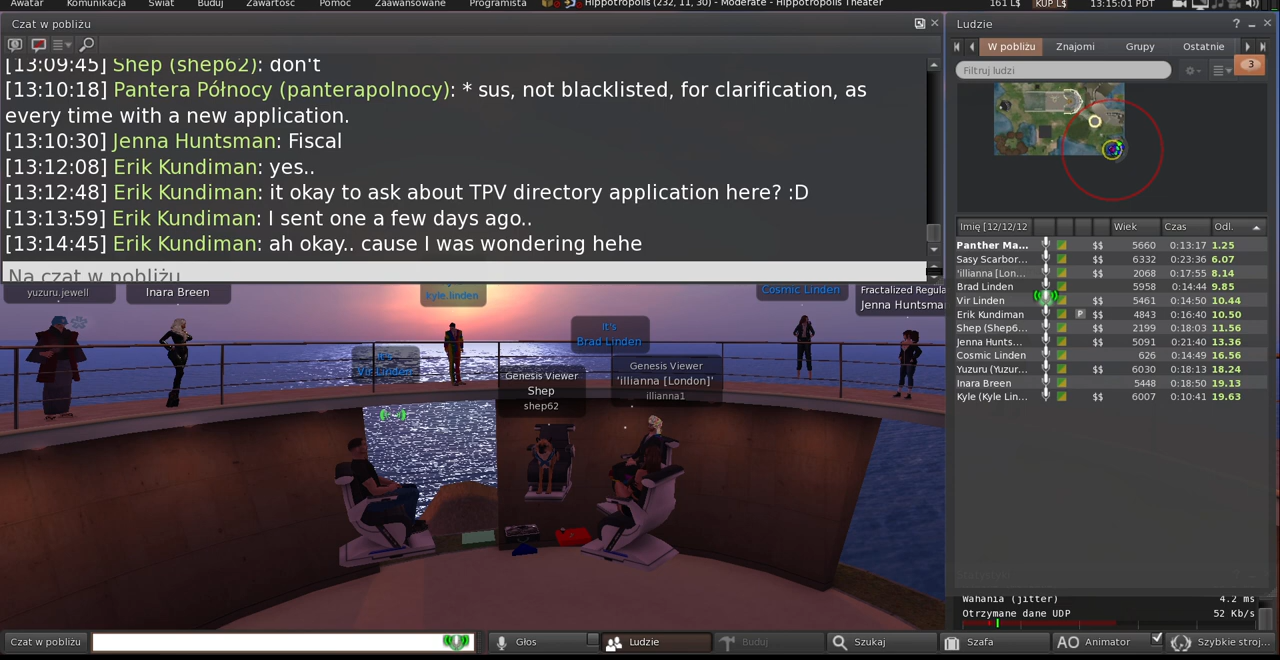 Awatar Komunikacja Świat Buduj Zawartość Pomoc Zaawansowane Programista Hippotropolis (232, 11, 30) - Moderate - Hippotropolis Theater 161 L$ KUP L$ 13:15:01 PDT
Czat w pobliżu
[13:09:45] Shep (shep62): don't
[13:10:18] Pantera Północy (panterapolnocy): * sus, not blacklisted, for clarification, as
every time with a new application.
[13:10:30] Jenna Huntsman: Fiscal
[13:12:08] Erik Kundiman: yes..
[13:12:48] Erik Kundiman: it okay to ask about TPV directory application here? :D
[13:13:59] Erik Kundiman: I sent one a few days ago..
[13:14:45] Erik Kundiman: ah okay.. cause I was wondering hehe
Na czat w pobliżu
yuzuru.jewell
Inara Breen
kyle.linden
Cosmic Linden
Fractalized Regula
Jenna Huntsman
It's
Brad Linden
It's
Vir Linden
Genesis Viewer
Shep
shep62
Genesis Viewer
'illianna [London]'
illianna1
Ludzie
W pobliżu Znajomi Grupy Ostatnie
Filtruj ludzi
3
Imię [12/12/12 Wiek Czas Odl.
Panther Ma... $$ 5660 0:13:17 1.25
Sasy Scarbor... $$ 6332 0:23:36 6.07
'illianna [Lon... $$ 2068 0:17:55 8.14
Brad Linden 5958 0:14:44 9.85
Vir Linden $$ 5461 0:14:50 10.44
Erik Kundiman P $$ 4843 0:16:40 10.50
Shep (Shep6... $$ 2199 0:18:03 11.56
Jenna Hunts... $$ 5091 0:21:40 13.36
Cosmic Linden 626 0:14:49 16.56
Yuzuru (Yuzur... $$ 6030 0:18:13 18.24
Inara Breen 5448 0:18:50 19.13
Kyle (Kyle Lin... $$ 6007 0:10:41 19.63
Statystyki
Wahania (jitter) 4.2 ms
Otrzymane dane UDP 52 Kb/s
Czat w pobliżu Głos Ludzie Buduj Szukaj Szafa AO Animator Szybkie stroj...